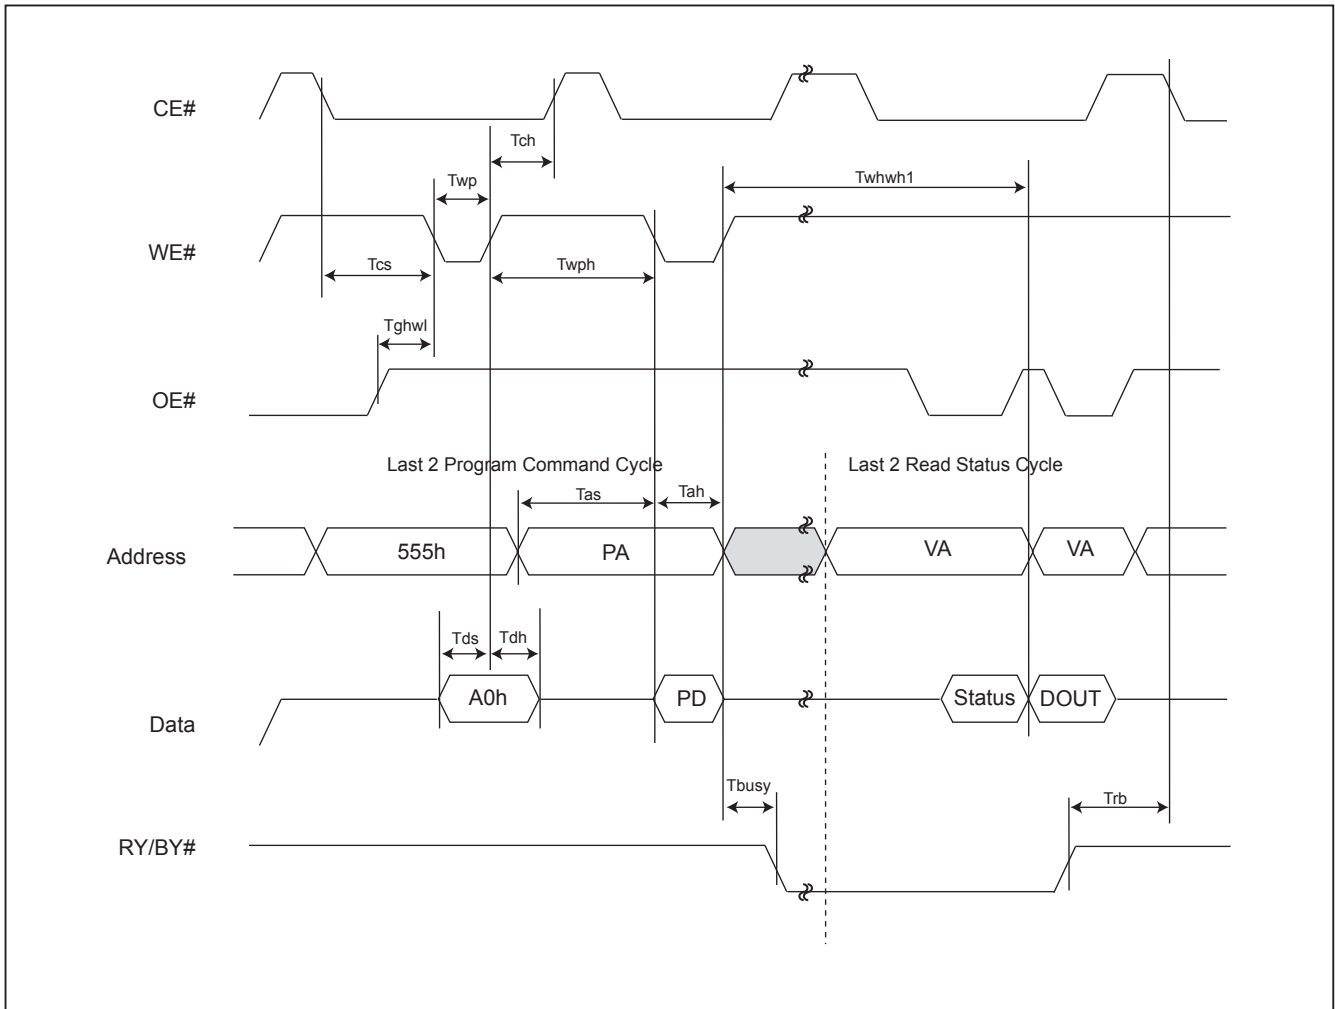 CE#
Tch
Twp
Twhwh1
WE#
Tcs
Twph
Tghwl
OE#
Last 2 Program Command Cycle
Last 2 Read Status Cycle
Tas
Tah
Address
555h
PA
VA
VA
Tds
Tdh
Data
A0h
PD
Status
DOUT
Tbusy
Trb
RY/BY#